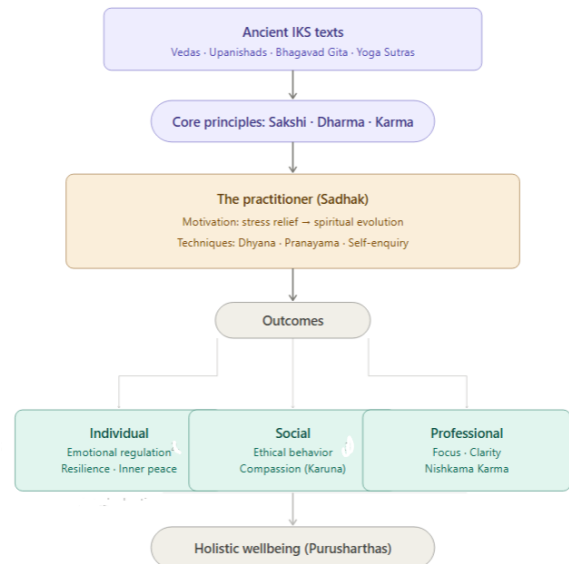 Ancient IKS texts
Vedas · Upanishads · Bhagavad Gita · Yoga Sutras
Core principles: Sakshi · Dharma · Karma
The practitioner (Sadhak)
Motivation: stress relief → spiritual evolution
Techniques: Dhyana · Pranayama · Self-enquiry
Outcomes
Individual
Emotional regulation
Resilience · Inner peace
Social
Ethical behavior
Compassion (Karuna)
Professional
Focus · Clarity
Nishkama Karma
Holistic wellbeing (Purusharthas)